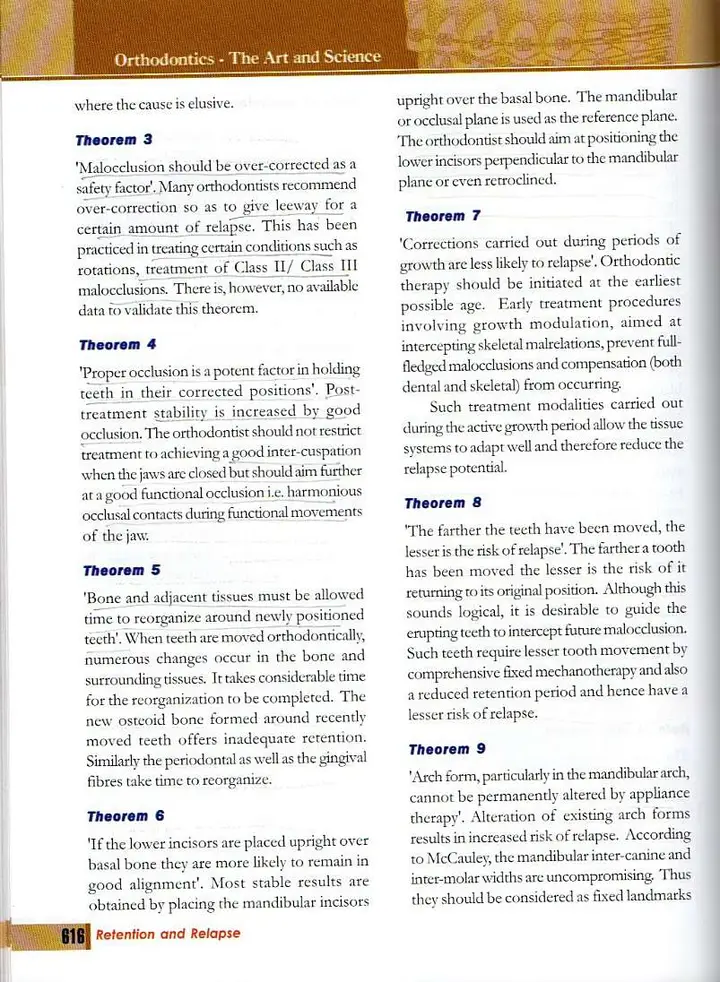 Orthodontics - The Art and Science
where the cause is elusive.
Theorem 3
'Malocclusion should be over-corrected as a
safety factor'. Many orthodontists recommend
over-correction so as to give leeway for a
certain amount of relapse. This has been
practiced in treating certain conditions such as
rotations, treatment of Class II/ Class III
malocclusions. There is, however, no available
data to validate this theorem.
Theorem 4
'Proper occlusion is a potent factor in holding
teeth in their corrected positions'. Post-
treatment stability is increased by good
occlusion. The orthodontist should not restrict
treatment to achieving a good inter-cuspation
when the jaws are closed but should aim further
at a good functional occlusion i.e. harmonious
occlusal contacts during functional movements
of the jaw.
Theorem 5
'Bone and adjacent tissues must be allowed
time to reorganize around newly positioned
teeth'. When teeth are moved orthodontically,
numerous changes occur in the bone and
surrounding tissues. It takes considerable time
for the reorganization to be completed. The
new osteoid bone formed around recently
moved teeth offers inadequate retention.
Similarly the periodontal as well as the gingival
fibres take time to reorganize.
Theorem 6
'If the lower incisors are placed upright over
basal bone they are more likely to remain in
good alignment'. Most stable results are
obtained by placing the mandibular incisors
upright over the basal bone. The mandibular
or occlusal plane is used as the reference plane.
The orthodontist should aim at positioning the
lower incisors perpendicular to the mandibular
plane or even retroclined.
Theorem 7
'Corrections carried out during periods of
growth are less likely to relapse'. Orthodontic
therapy should be initiated at the earliest
possible age. Early treatment procedures
involving growth modulation, aimed at
intercepting skeletal malrelations, prevent full-
fledged malocclusions and compensation (both
dental and skeletal) from occurring.
Such treatment modalities carried out
during the active growth period allow the tissue
systems to adapt well and therefore reduce the
relapse potential.
Theorem 8
'The farther the teeth have been moved, the
lesser is the risk of relapse'. The farther a tooth
has been moved the lesser is the risk of it
returning to its original position. Although this
sounds logical, it is desirable to guide the
erupting teeth to intercept future malocclusion.
Such teeth require lesser tooth movement by
comprehensive fixed mechanotherapy and also
a reduced retention period and hence have a
lesser risk of relapse.
Theorem 9
'Arch form, particularly in the mandibular arch,
cannot be permanently altered by appliance
therapy'. Alteration of existing arch forms
results in increased risk of relapse. According
to McCauley, the mandibular inter-canine and
inter-molar widths are uncompromising. Thus
they should be considered as fixed landmarks
616 Retention and Relapse